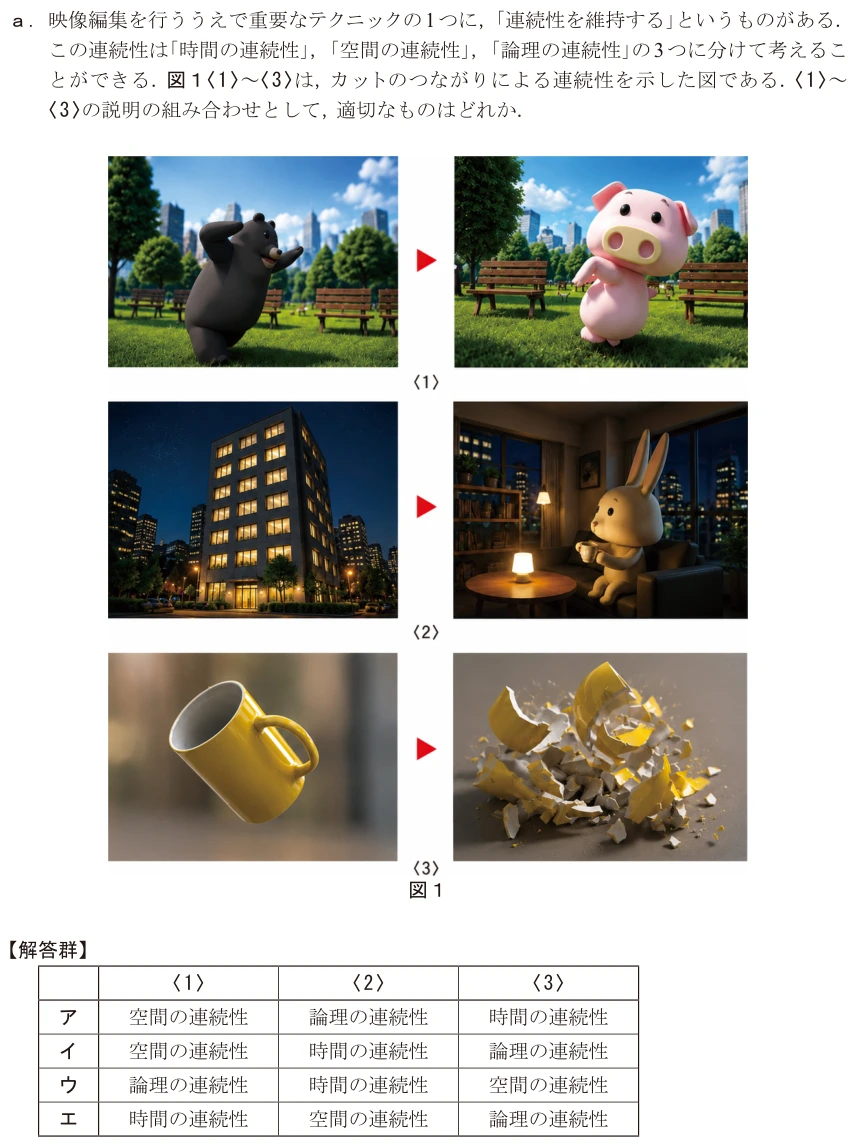 a．映像編集を行ううえで重要なテクニックの1つに，「連続性を維持する」というものがある．
この連続性は「時間の連続性」，「空間の連続性」，「論理の連続性」の3つに分けて考えるこ
とができる．図1〈1〉～〈3〉は，カットのつながりによる連続性を示した図である．〈1〉～
〈3〉の説明の組み合わせとして，適切なものはどれか．
〈1〉
〈2〉
〈3〉
図1
【解答群】
〈1〉 〈2〉 〈3〉
ア 空間の連続性 論理の連続性 時間の連続性
イ 空間の連続性 時間の連続性 論理の連続性
ウ 論理の連続性 時間の連続性 空間の連続性
エ 時間の連続性 空間の連続性 論理の連続性